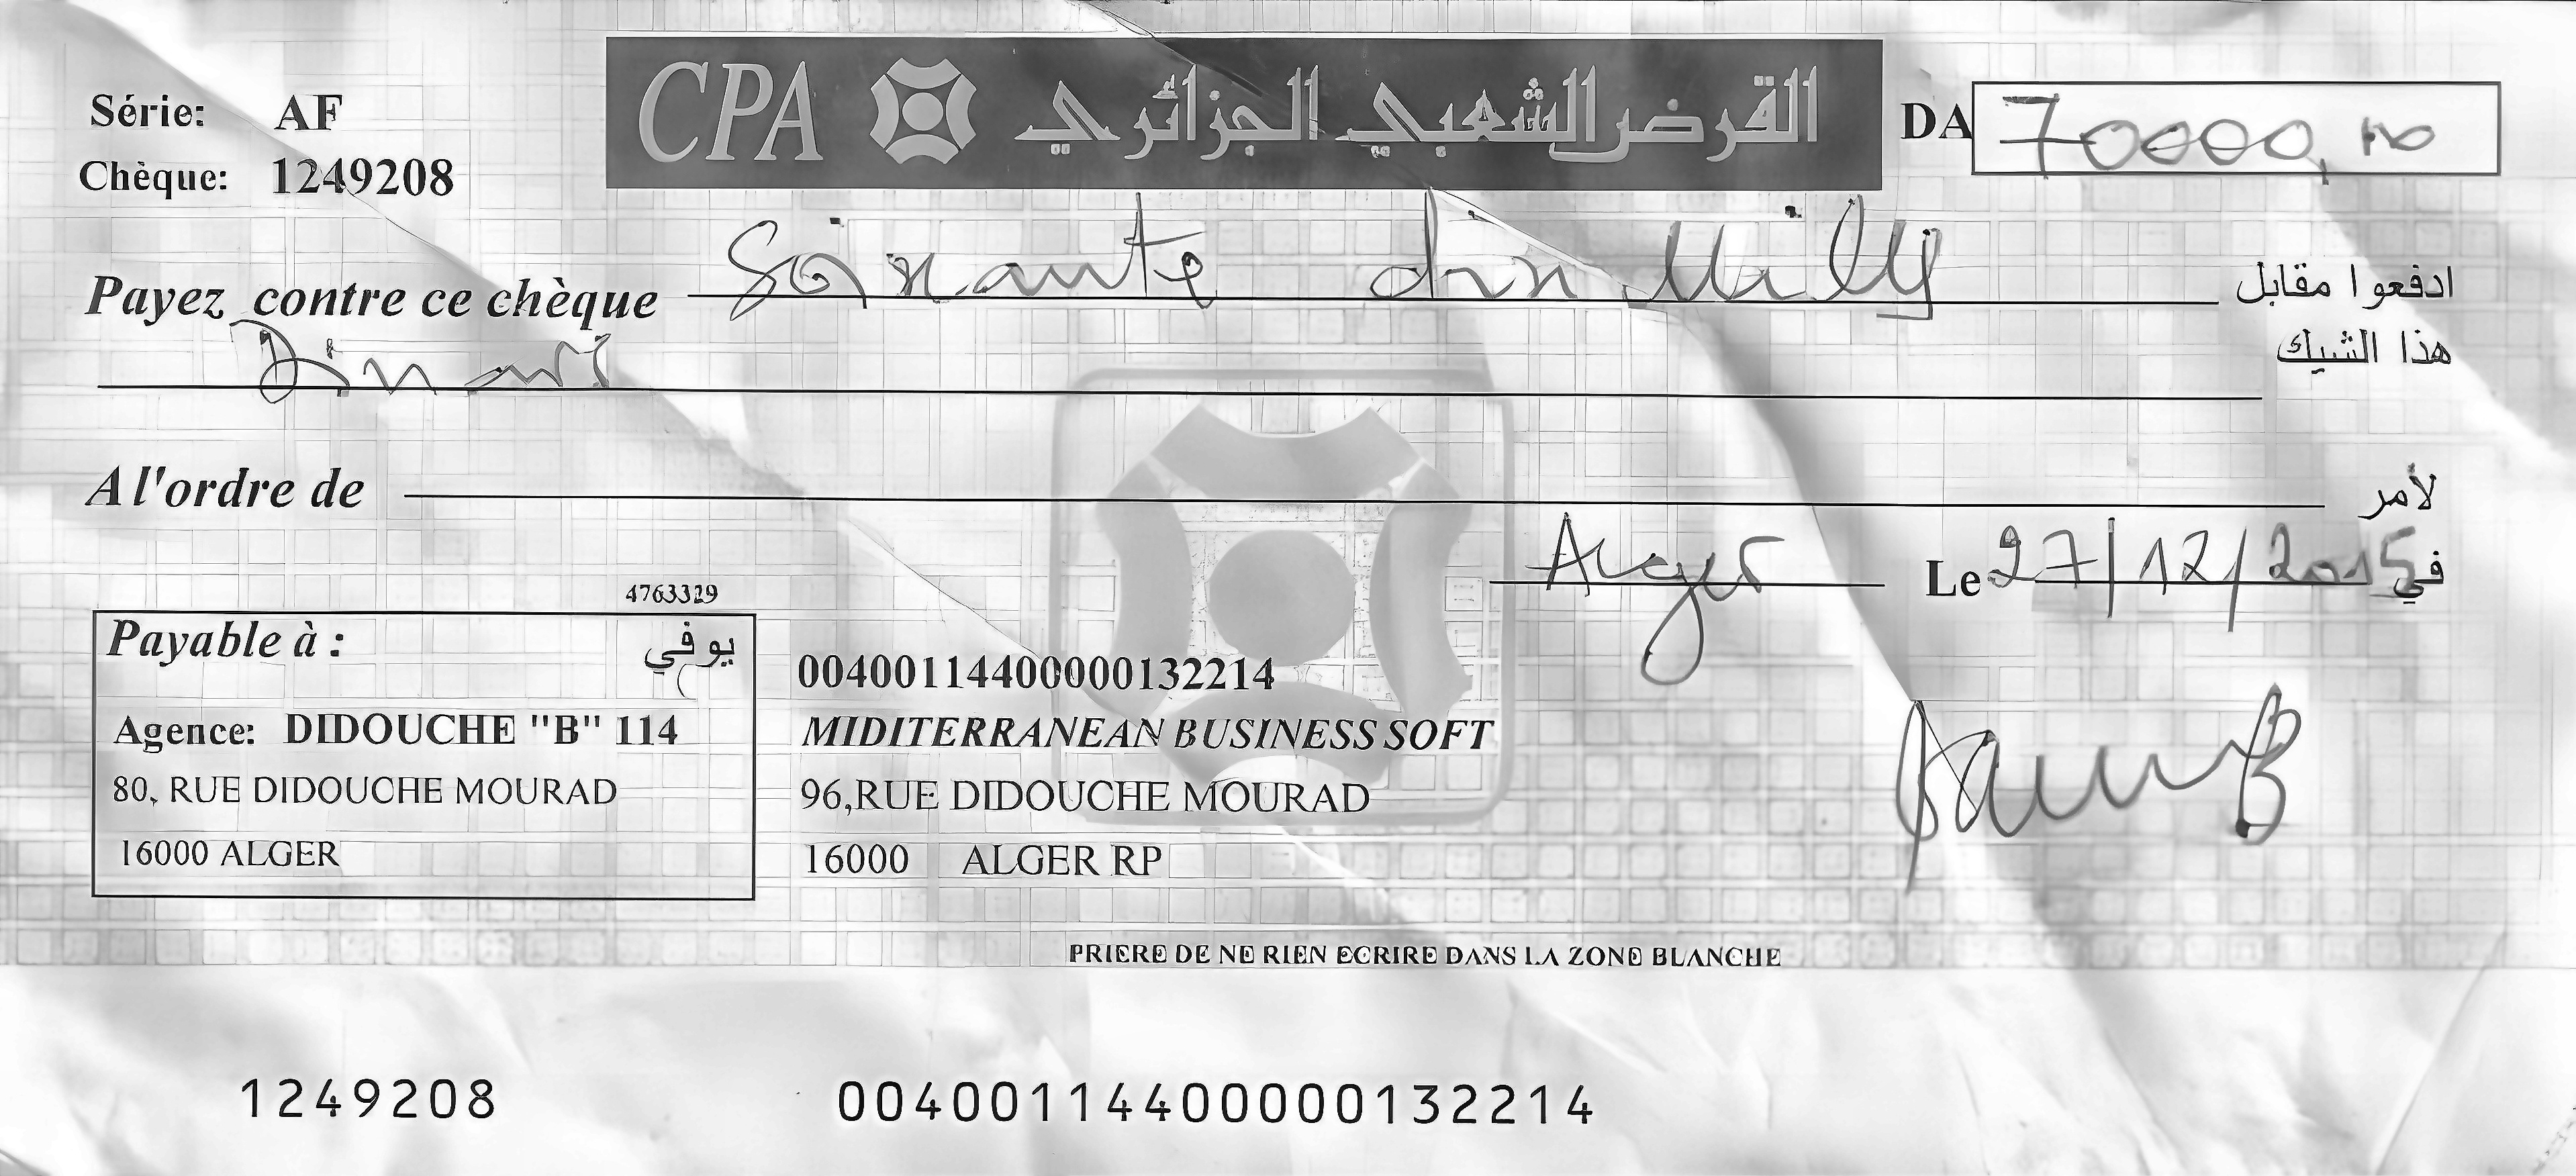 CPA القرض الشعبي الجزائري
Série: AF
DA 70000,00
Chèque: 1249208
Payez contre ce chèque Soixante dix Mille ادفعوا مقابل
هذا الشيك
Dinars
A l'ordre de لأمر
Alger Le 27/12/2015 في
4763329
Payable à : يوفي
Agence: DIDOUCHE "B" 114
80, RUE DIDOUCHE MOURAD
16000 ALGER
00400114400000132214
MIDITERRANEAN BUSINESS SOFT
96,RUE DIDOUCHE MOURAD
16000 ALGER RP
PRIERE DE NE RIEN ECRIRE DANS LA ZONE BLANCHE
1249208 00400114400000132214